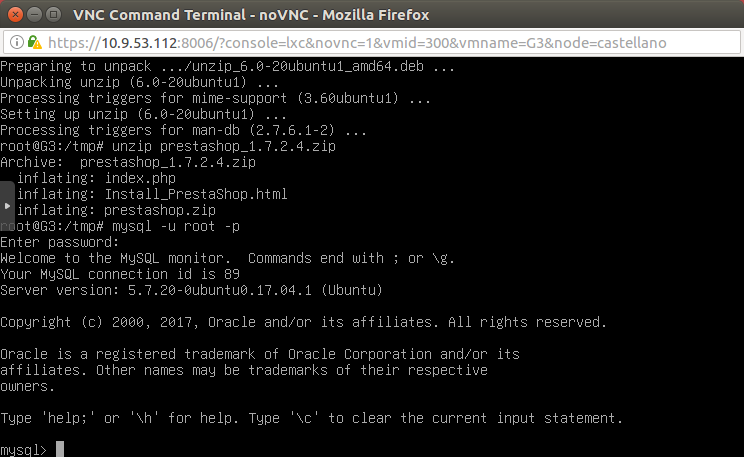 VNC Command Terminal - noVNC - Mozilla Firefox
https://10.9.53.112:8006/?console=lxc&novnc=1&vmid=300&vmname=G3&node=castellano
Preparing to unpack .../unzip_6.0-20ubuntu1_amd64.deb ...
Unpacking unzip (6.0-20ubuntu1) ...
Processing triggers for mime-support (3.60ubuntu1) ...
Setting up unzip (6.0-20ubuntu1) ...
Processing triggers for man-db (2.7.6.1-2) ...
root@G3:/tmp# unzip prestashop_1.7.2.4.zip
Archive:  prestashop_1.7.2.4.zip
  inflating: index.php
  inflating: Install_PrestaShop.html
  inflating: prestashop.zip
root@G3:/tmp# mysql -u root -p
Enter password:
Welcome to the MySQL monitor.  Commands end with ; or \g.
Your MySQL connection id is 89
Server version: 5.7.20-0ubuntu0.17.04.1 (Ubuntu)
Copyright (c) 2000, 2017, Oracle and/or its affiliates. All rights reserved.
Oracle is a registered trademark of Oracle Corporation and/or its
affiliates. Other names may be trademarks of their respective
owners.
Type 'help;' or '\h' for help. Type '\c' to clear the current input statement.
mysql>